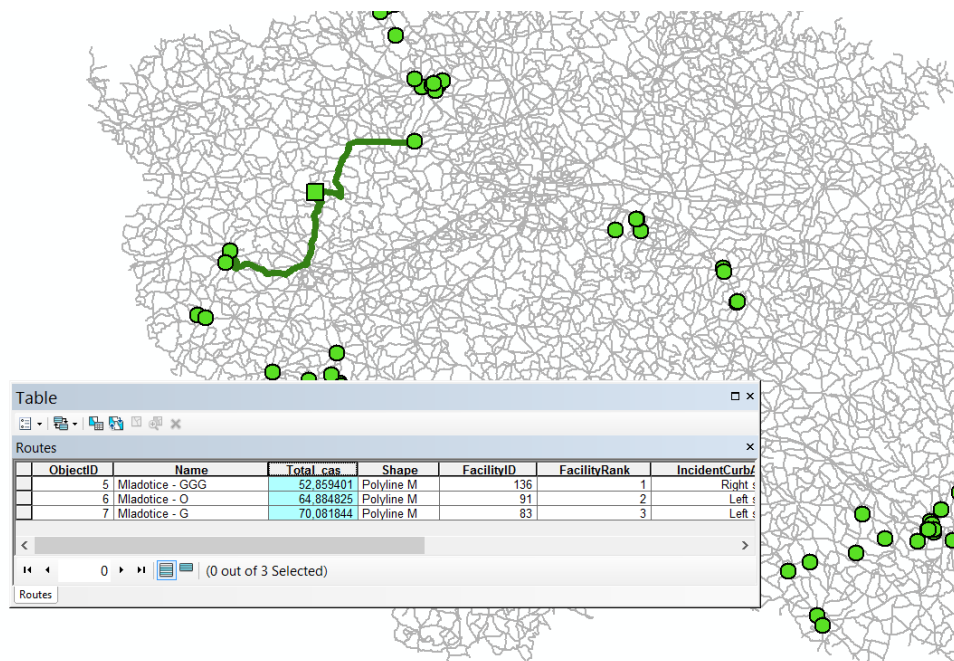 Table
Routes
ObjectID Name Total_cas Shape FacilityID FacilityRank IncidentCurbA
5 Mladotice - GGG 52,859401 Polyline M 136 1 Right s
6 Mladotice - O 64,884825 Polyline M 91 2 Left s
7 Mladotice - G 70,081844 Polyline M 83 3 Left s
0 (0 out of 3 Selected)
Routes